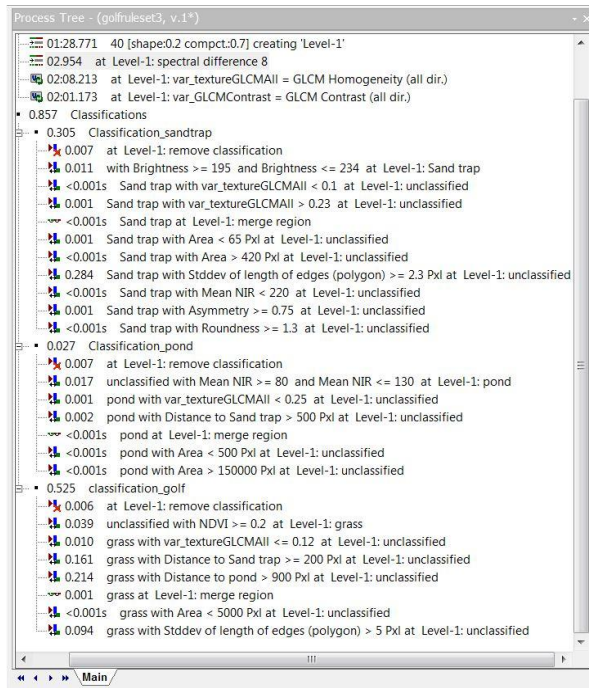 Process Tree - (golfruleset3, v.1*)
01:28.771 40 [shape:0.2 compct.:0.7] creating 'Level-1'
02.954 at Level-1: spectral difference 8
02:08.213 at Level-1: var_textureGLCMAll = GLCM Homogeneity (all dir.)
02:01.173 at Level-1: var_GLCMContrast = GLCM Contrast (all dir.)
0.857 Classifications
0.305 Classification_sandtrap
0.007 at Level-1: remove classification
0.011 with Brightness >= 195 and Brightness <= 234 at Level-1: Sand trap
<0.001s Sand trap with var_textureGLCMAll < 0.1 at Level-1: unclassified
0.001 Sand trap with var_textureGLCMAll > 0.23 at Level-1: unclassified
<0.001s Sand trap at Level-1: merge region
0.001 Sand trap with Area < 65 Pxl at Level-1: unclassified
<0.001s Sand trap with Area > 420 Pxl at Level-1: unclassified
0.284 Sand trap with Stddev of length of edges (polygon) >= 2.3 Pxl at Level-1: unclassified
<0.001s Sand trap with Mean NIR < 220 at Level-1: unclassified
0.001 Sand trap with Asymmetry >= 0.75 at Level-1: unclassified
<0.001s Sand trap with Roundness >= 1.3 at Level-1: unclassified
0.027 Classification_pond
0.007 at Level-1: remove classification
0.017 unclassified with Mean NIR >= 80 and Mean NIR <= 130 at Level-1: pond
0.001 pond with var_textureGLCMAll < 0.25 at Level-1: unclassified
0.002 pond with Distance to Sand trap > 500 Pxl at Level-1: unclassified
<0.001s pond at Level-1: merge region
<0.001s pond with Area < 500 Pxl at Level-1: unclassified
<0.001s pond with Area > 150000 Pxl at Level-1: unclassified
0.525 classification_golf
0.006 at Level-1: remove classification
0.039 unclassified with NDVI >= 0.2 at Level-1: grass
0.010 grass with var_textureGLCMAll <= 0.12 at Level-1: unclassified
0.161 grass with Distance to Sand trap >= 200 Pxl at Level-1: unclassified
0.214 grass with Distance to pond > 900 Pxl at Level-1: unclassified
0.001 grass at Level-1: merge region
<0.001s grass with Area < 5000 Pxl at Level-1: unclassified
0.094 grass with Stddev of length of edges (polygon) > 5 Pxl at Level-1: unclassified
Main